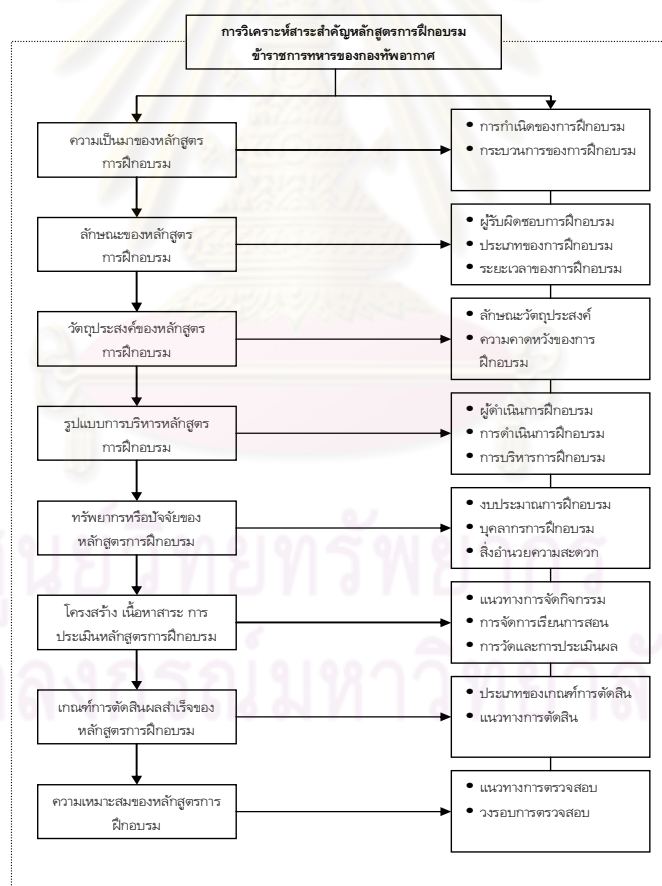 การวิเคราะห์สาระสำคัญหลักสูตรการฝึกอบรม
ข้าราชการทหารของกองทัพอากาศ
ความเป็นมาของหลักสูตร
การฝึกอบรม
• การกำเนิดของการฝึกอบรม
• กระบวนการของการฝึกอบรม
ลักษณะของหลักสูตร
การฝึกอบรม
• ผู้รับผิดชอบการฝึกอบรม
• ประเภทของการฝึกอบรม
• ระยะเวลาของการฝึกอบรม
วัตถุประสงค์ของหลักสูตร
การฝึกอบรม
• ลักษณะวัตถุประสงค์
• ความคาดหวังของการ
ฝึกอบรม
รูปแบบการบริหารหลักสูตร
การฝึกอบรม
• ผู้ดำเนินการฝึกอบรม
• การดำเนินการฝึกอบรม
• การบริหารการฝึกอบรม
ทรัพยากรหรือปัจจัยของ
หลักสูตรการฝึกอบรม
• งบประมาณการฝึกอบรม
• บุคลากรการฝึกอบรม
• สิ่งอำนวยความสะดวก
โครงสร้าง เนื้อหาสาระ การ
ประเมินหลักสูตรการฝึกอบรม
• แนวทางการจัดกิจกรรม
• การจัดการเรียนการสอน
• การวัดและการประเมินผล
เกณฑ์การตัดสินผลสำเร็จของ
หลักสูตรการฝึกอบรม
• ประเภทของเกณฑ์การตัดสิน
• แนวทางการตัดสิน
ความเหมาะสมของหลักสูตรการ
ฝึกอบรม
• แนวทางการตรวจสอบ
• วงรอบการตรวจสอบ
ศูนย์วิทยทรัพยากร